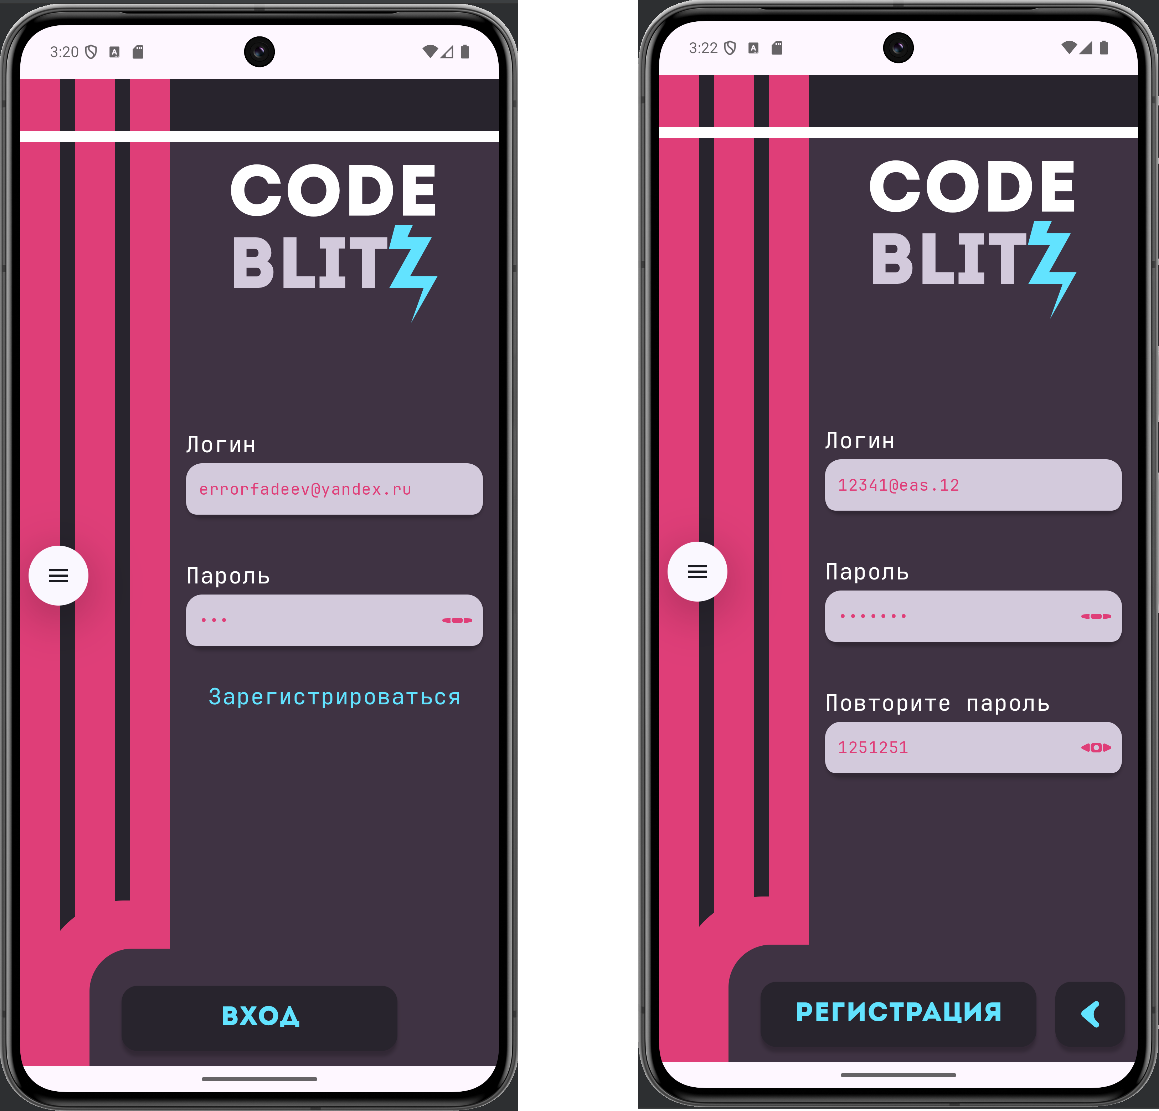 3:20
CODE
BLITZ
Логин
errorfadeev@yandex.ru
Пароль
•••
Зарегистрироваться
ВХОД
3:22
CODE
BLITZ
Логин
12341@eas.12
Пароль
•••••••
Повторите пароль
1251251
РЕГИСТРАЦИЯ